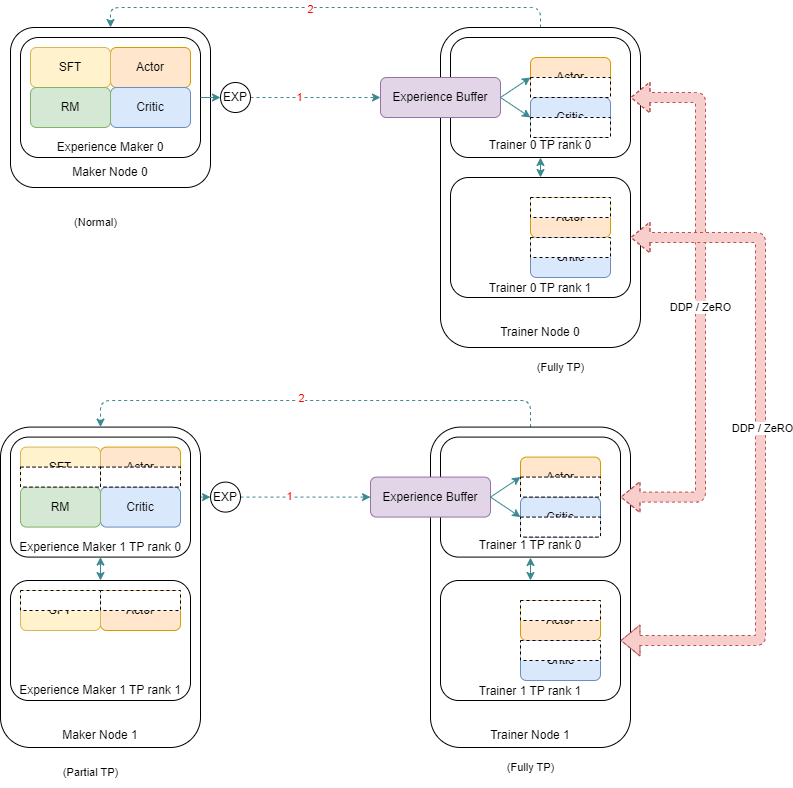 2
SFT
Actor
RM
Critic
Experience Maker 0
Maker Node 0
(Normal)
EXP
1
Experience Buffer
Actor
Critic
Trainer 0 TP rank 0
Actor
Critic
Trainer 0 TP rank 1
Trainer Node 0
(Fully TP)
DDP / ZeRO
DDP / ZeRO
2
SFT
Actor
RM
Critic
Experience Maker 1 TP rank 0
SFT
Actor
Experience Maker 1 TP rank 1
Maker Node 1
(Partial TP)
EXP
1
Experience Buffer
Actor
Critic
Trainer 1 TP rank 0
Actor
Critic
Trainer 1 TP rank 1
Trainer Node 1
(Fully TP)